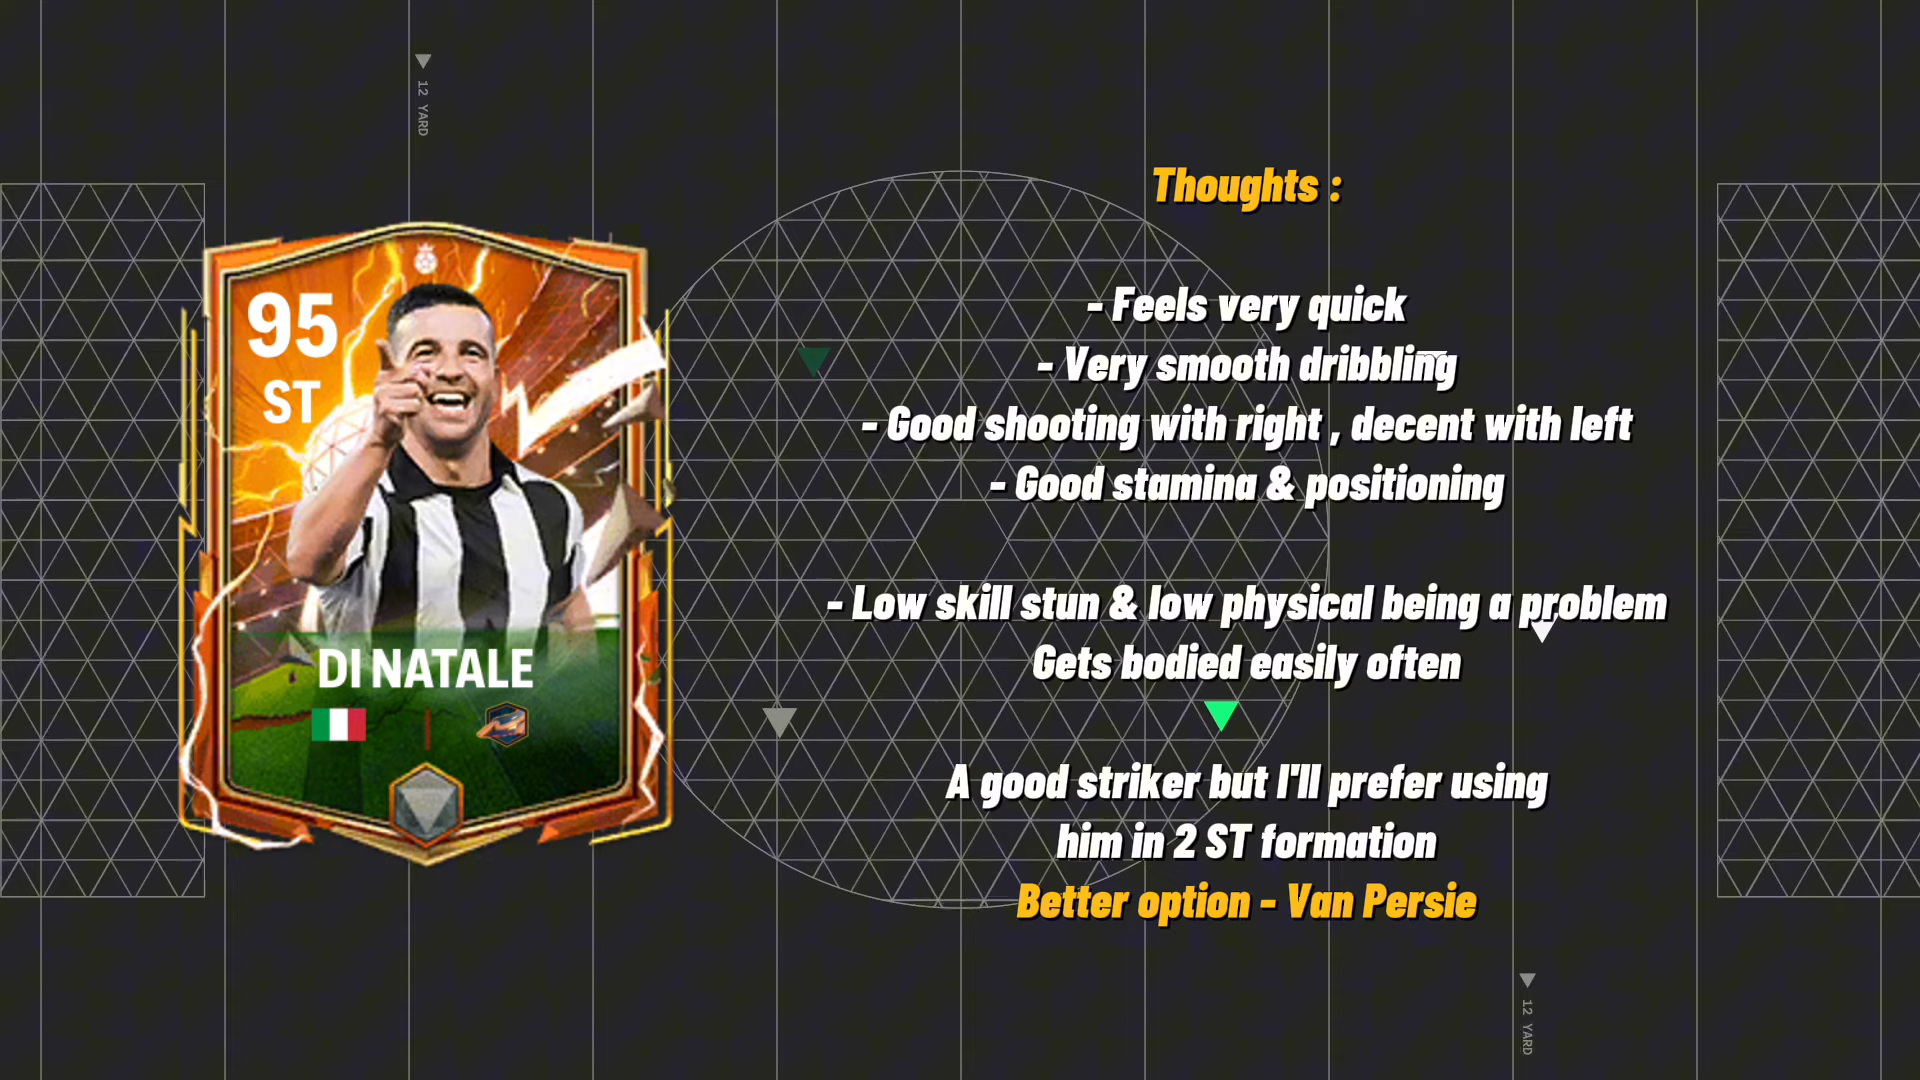 12 YARD
Thoughts :
- Feels very quick
- Very smooth dribbling
- Good shooting with right , decent with left
- Good stamina & positioning
- Low skill stun & low physical being a problem
Gets bodied easily often
A good striker but I'll prefer using
him in 2 ST formation
Better option - Van Persie
95
ST
DI NATALE
12 YARD